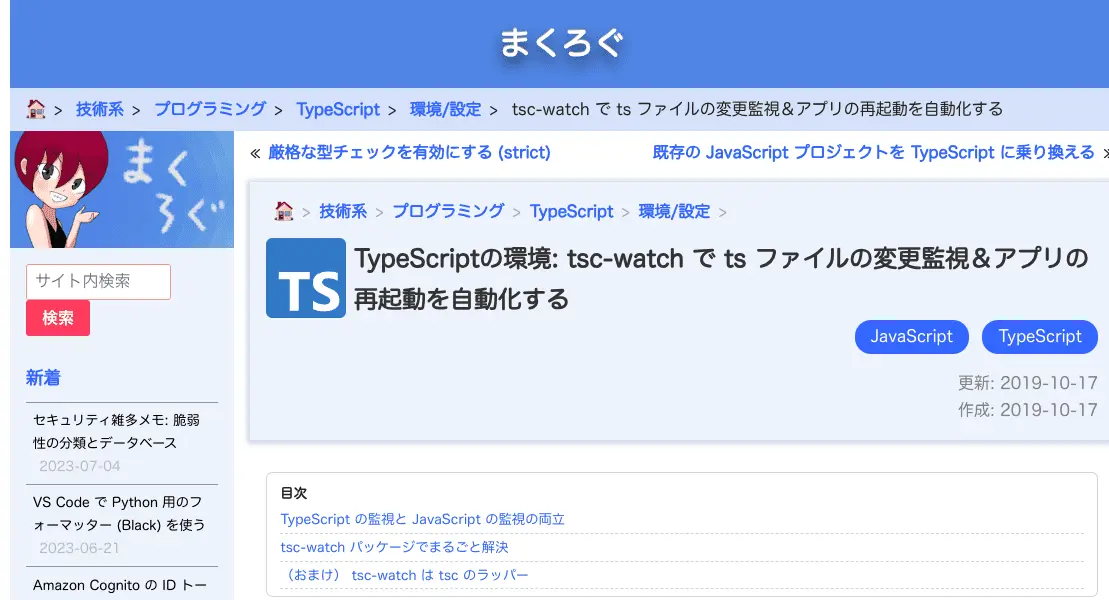 まくろぐ
> 技術系 > プログラミング > TypeScript > 環境/設定 > tsc-watch で ts ファイルの変更監視＆アプリの再起動を自動化する
まく
ろぐ
サイト内検索
検索
新着
セキュリティ雑多メモ: 脆弱
性の分類とデータベース
2023-07-04
VS Code で Python 用のフ
ォーマッター (Black) を使う
2023-06-21
Amazon Cognito の ID トー
« 厳格な型チェックを有効にする (strict)
既存の JavaScript プロジェクトを TypeScript に乗り換える »
> 技術系 > プログラミング > TypeScript > 環境/設定 >
TS
TypeScriptの環境: tsc-watch で ts ファイルの変更監視＆アプリの
再起動を自動化する
JavaScript TypeScript
更新: 2019-10-17
作成: 2019-10-17
目次
TypeScript の監視と JavaScript の監視の両立
tsc-watch パッケージでまるごと解決
（おまけ） tsc-watch は tsc のラッパー